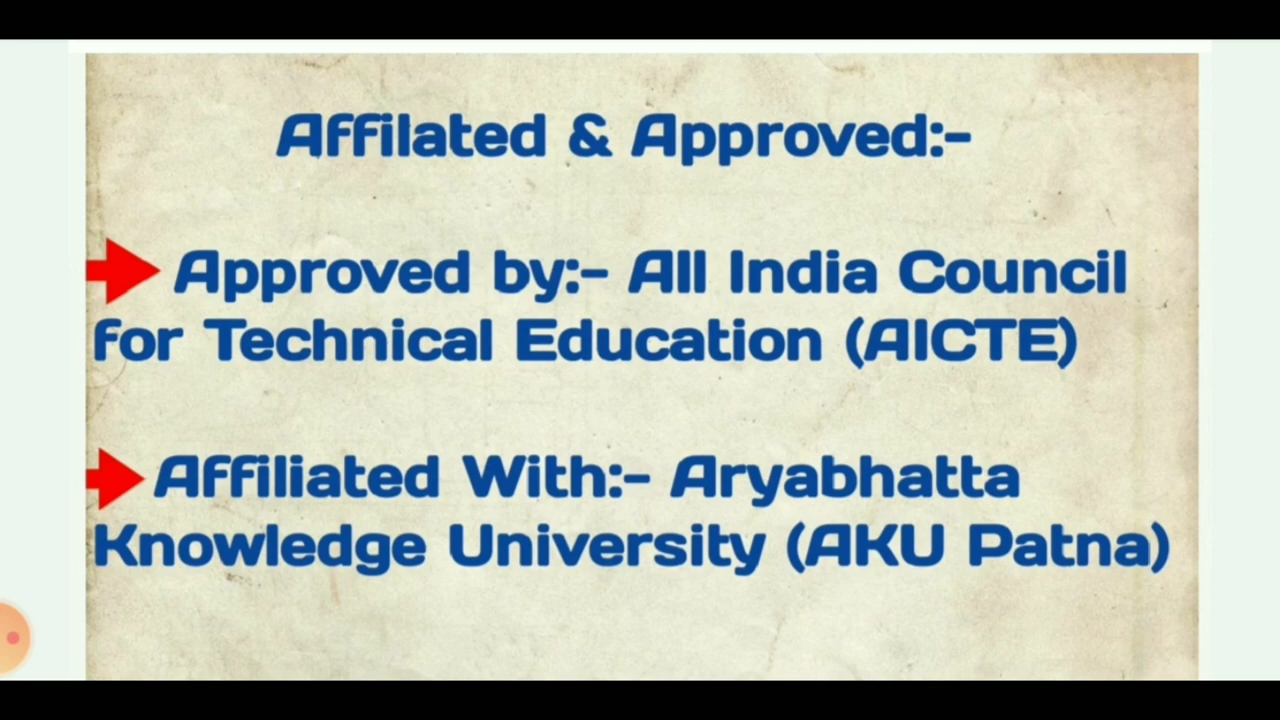 Affilated & Approved:-
Approved by:- All India Council
for Technical Education (AICTE)
Affiliated With:- Aryabhatta
Knowledge University (AKU Patna)